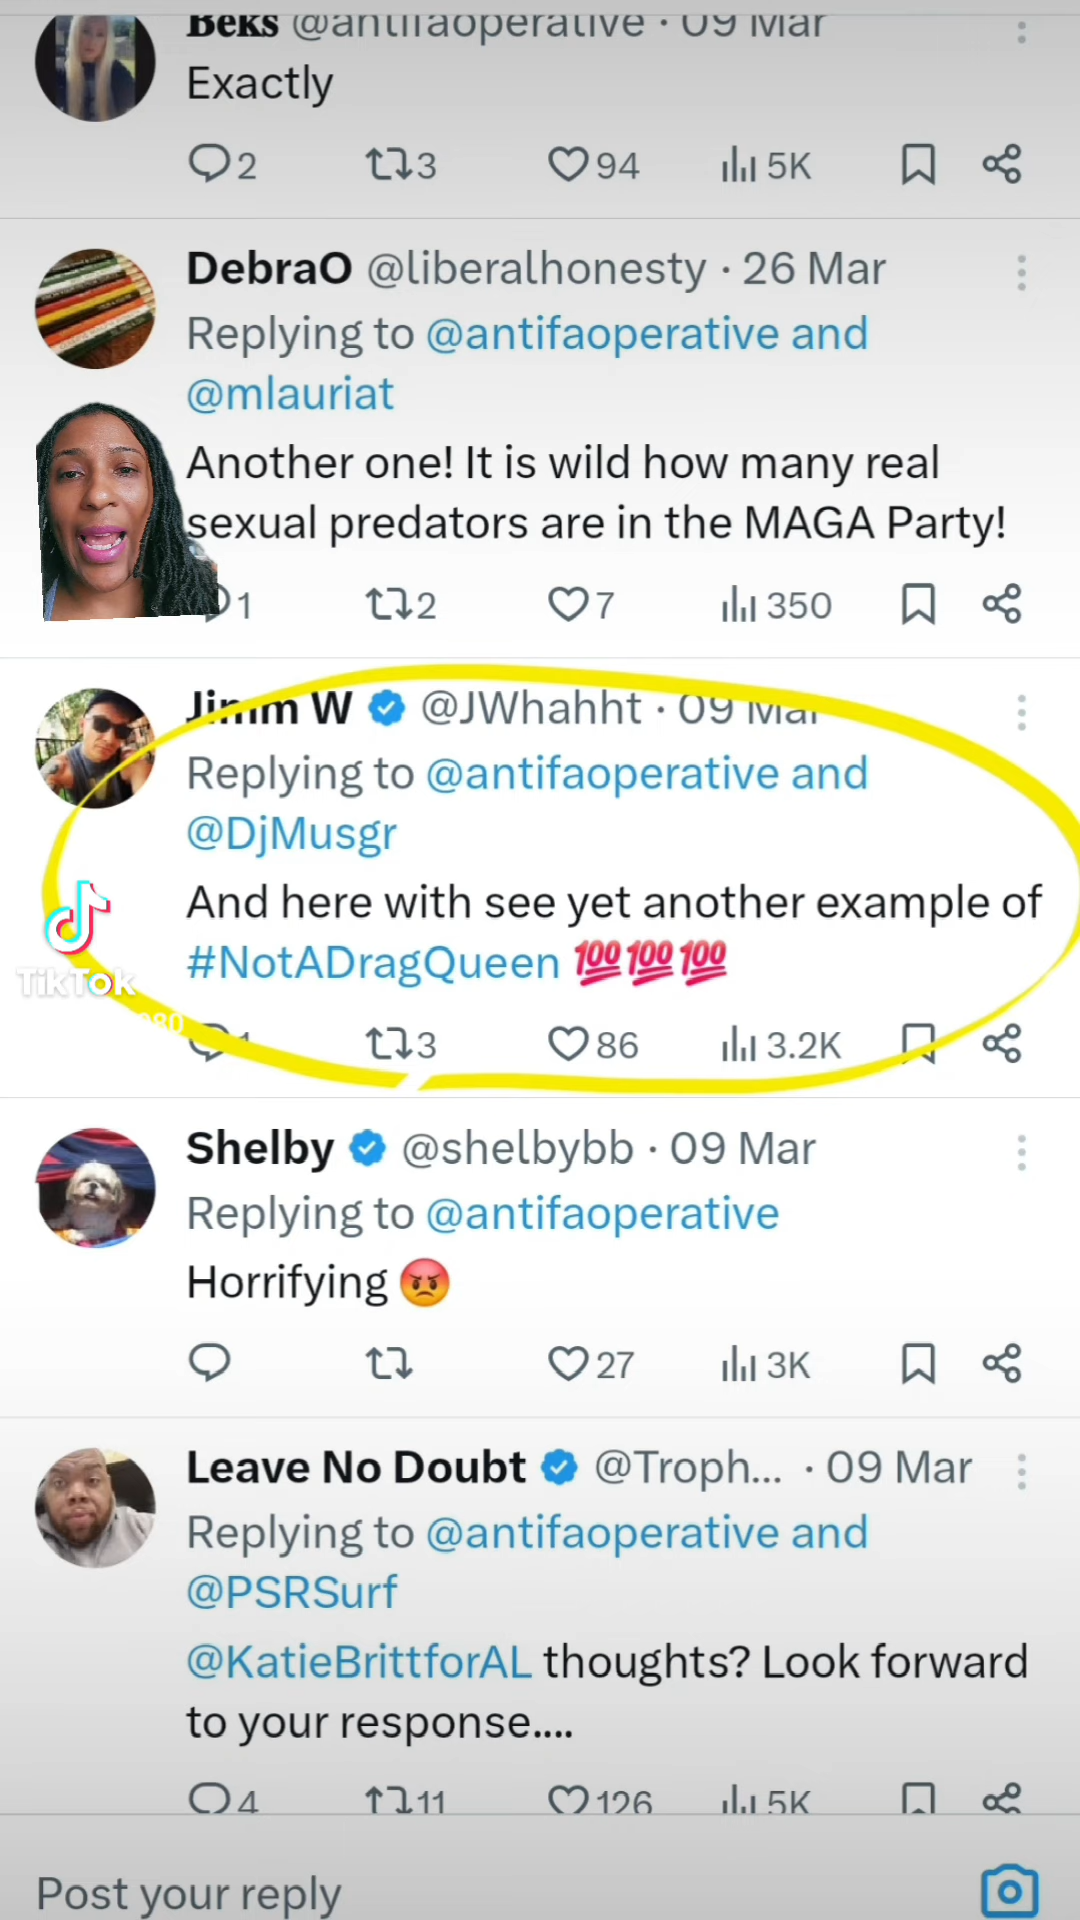 Beks @antifaoperative · 09 Mar
Exactly
2 3 94 5K
DebraO @liberalhonesty · 26 Mar
Replying to @antifaoperative and
@mlauriat
Another one! It is wild how many real
sexual predators are in the MAGA Party!
1 2 7 350
Jimm W @JWhahht · 09 Mar
Replying to @antifaoperative and
@DjMusgr
And here with see yet another example of
#NotADragQueen 💯💯💯
TikTok
1 3 86 3.2K
Shelby @shelbybb · 09 Mar
Replying to @antifaoperative
Horrifying 😡
27 3K
Leave No Doubt @Troph... · 09 Mar
Replying to @antifaoperative and
@PSRSurf
@KatieBrittforAL thoughts? Look forward
to your response....
4 11 126 5K
Post your reply